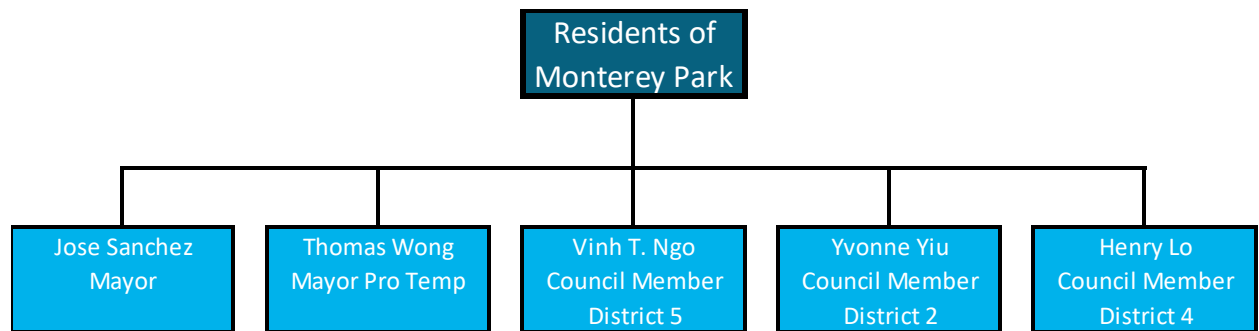 Residents of
Monterey Park
Jose Sanchez
Mayor
Thomas Wong
Mayor Pro Temp
Vinh T. Ngo
Council Member
District 5
Yvonne Yiu
Council Member
District 2
Henry Lo
Council Member
District 4